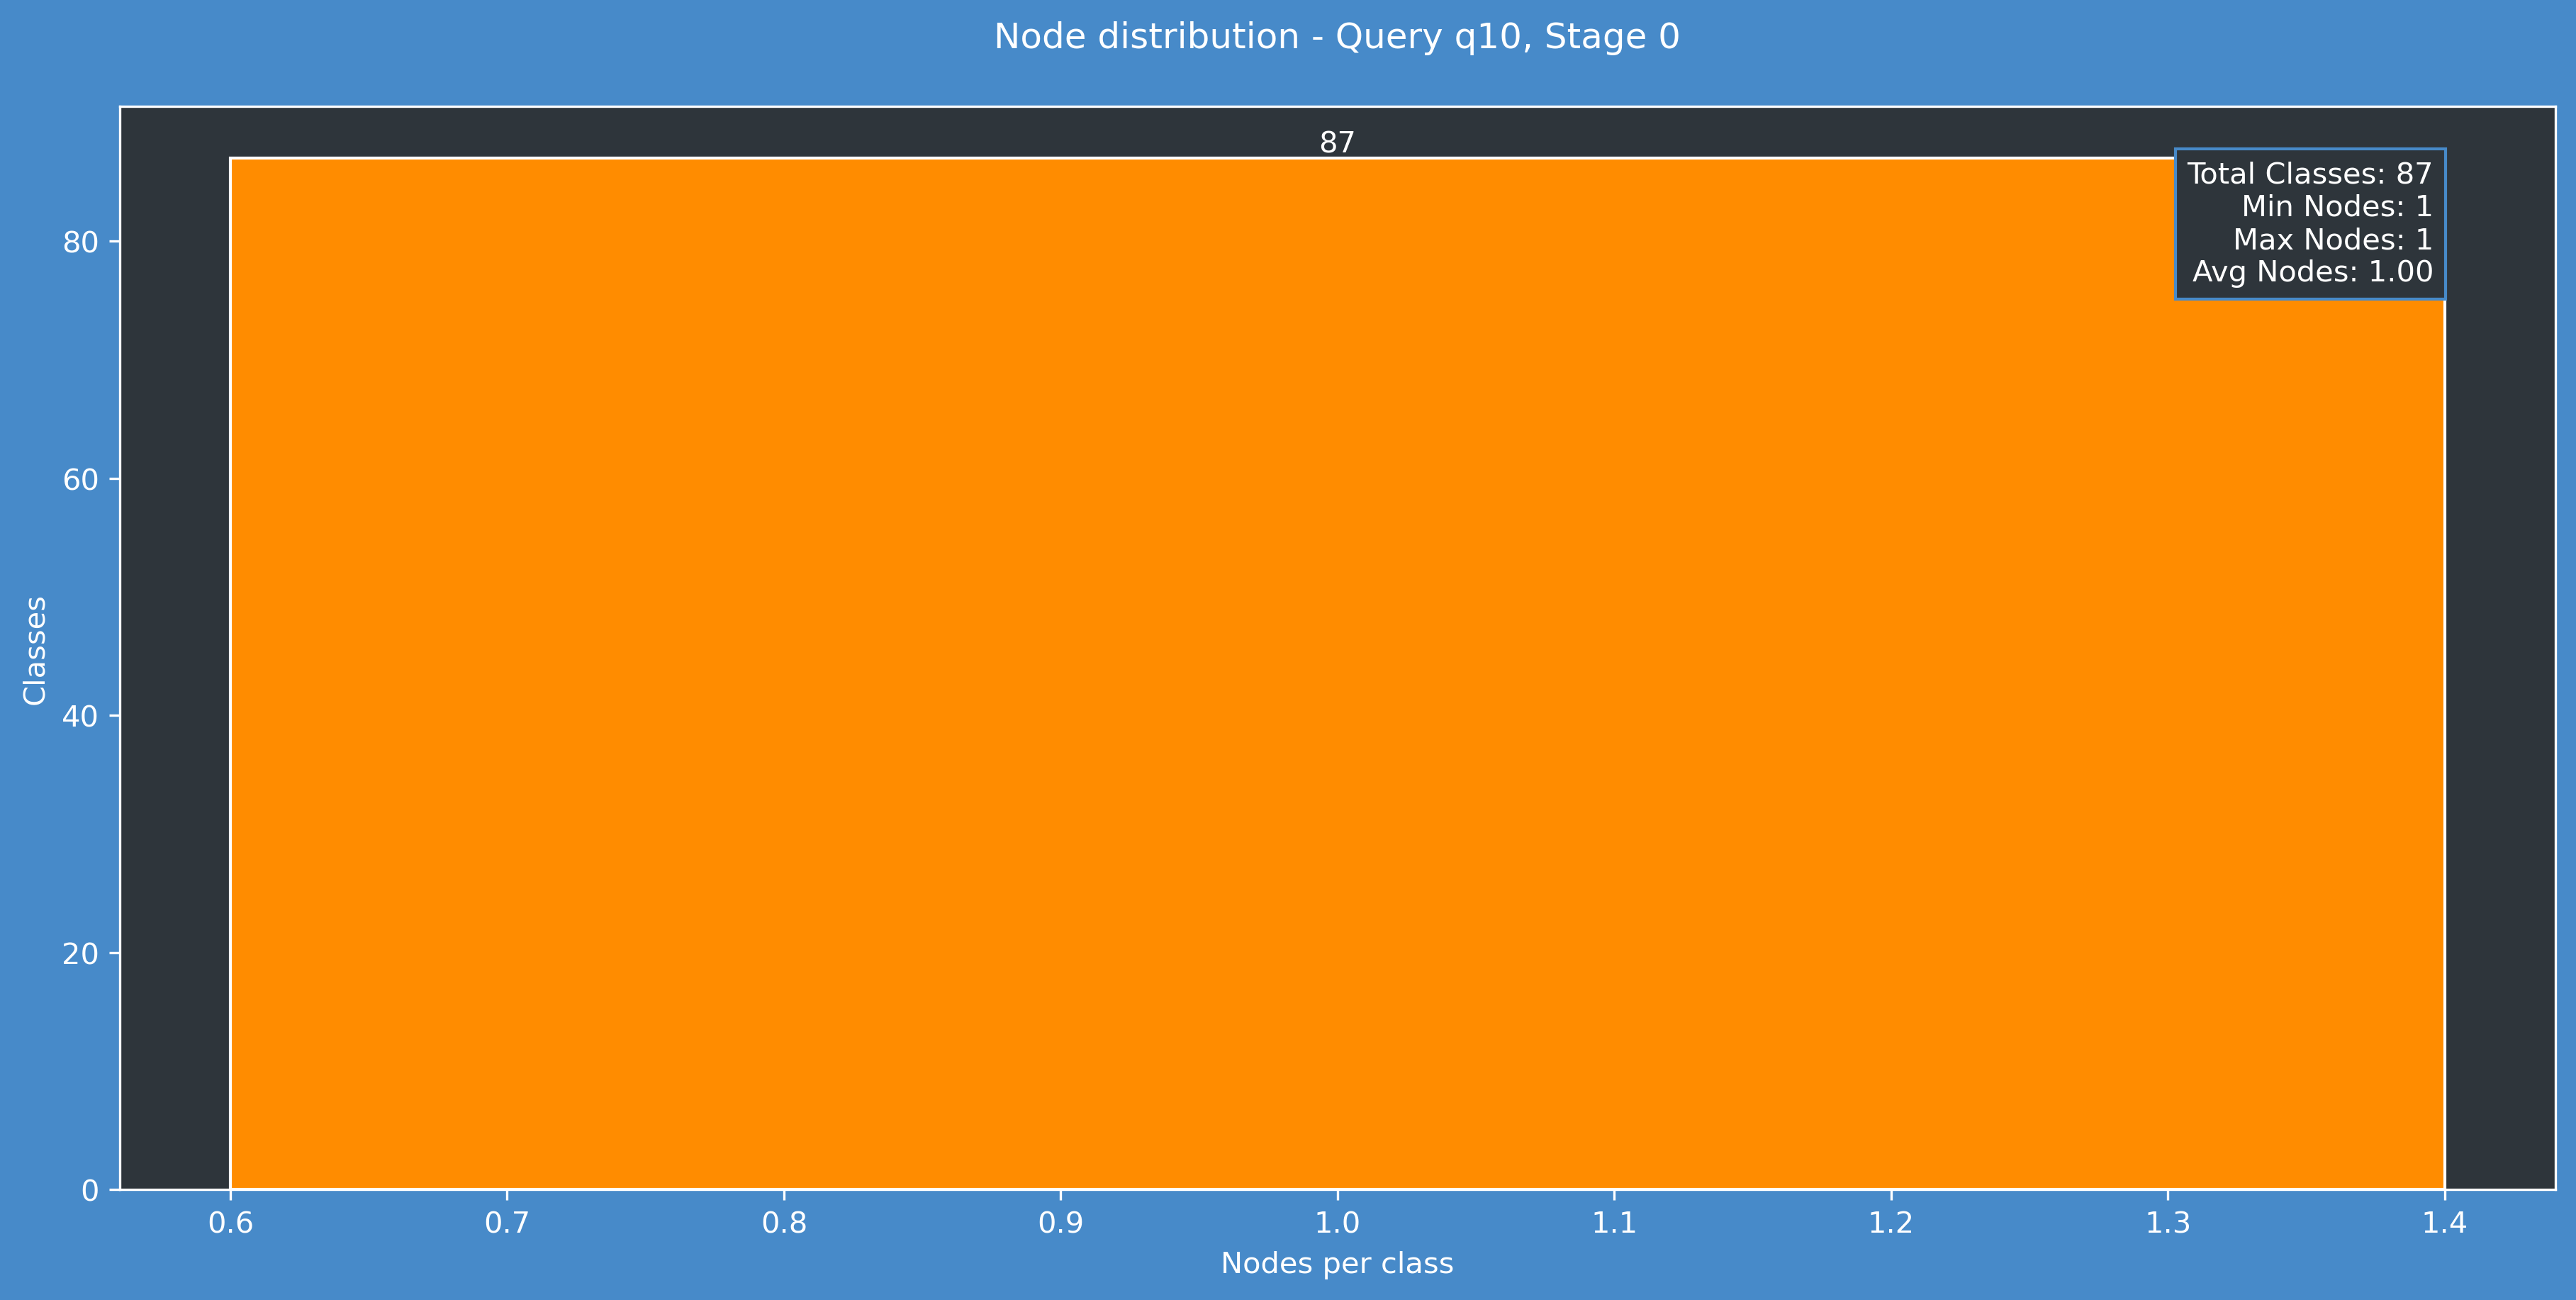 Node distribution - Query q10, Stage 0
87
Total Classes: 87
Min Nodes: 1
Max Nodes: 1
Avg Nodes: 1.00
80
60
40
20
0
Classes
0.6 0.7 0.8 0.9 1.0 1.1 1.2 1.3 1.4
Nodes per class